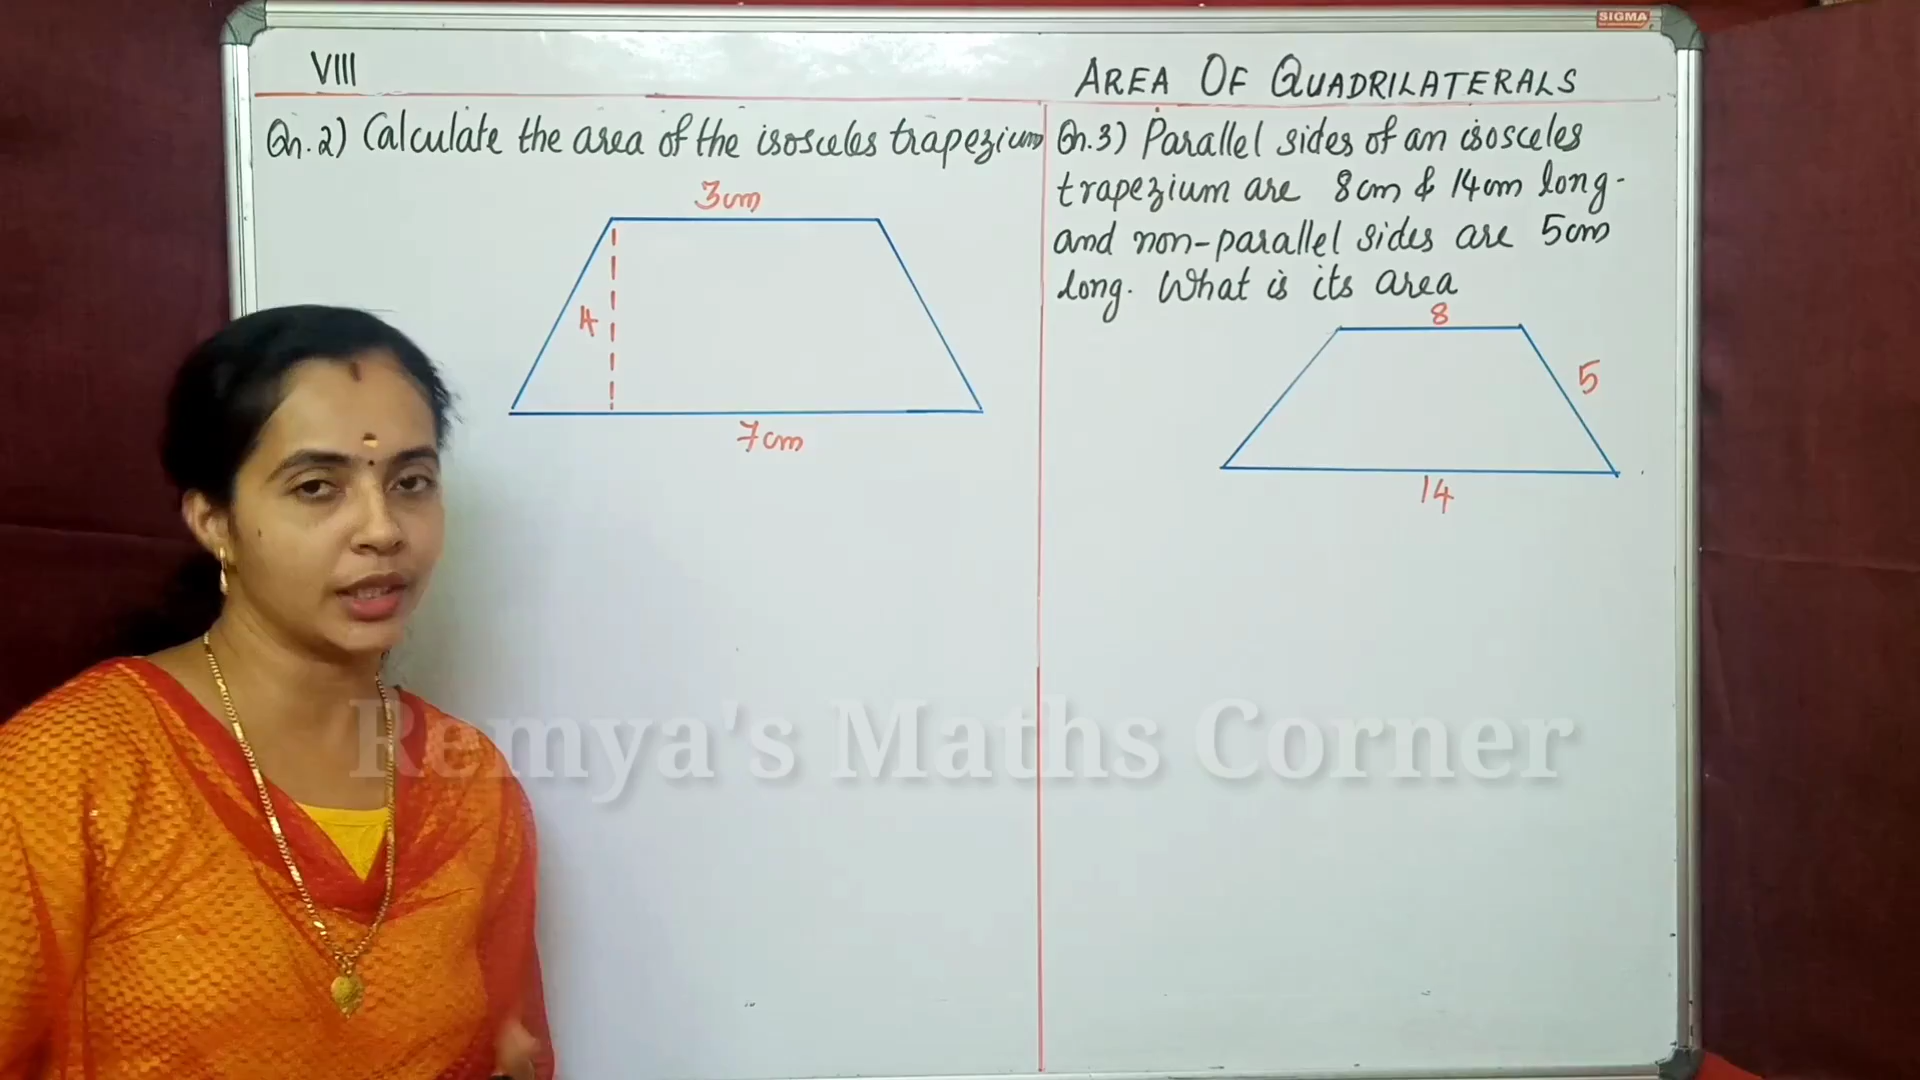 SIGMA
VIII
AREA OF QUADRILATERALS
Qn.2) Calculate the area of the isosceles trapezium
3cm
4
7cm
Qn.3) Parallel sides of an isosceles
trapezium are 8cm & 14cm long.
and non-parallel sides are 5cm
long. What is its area
8
5
14
Remya's Maths Corner